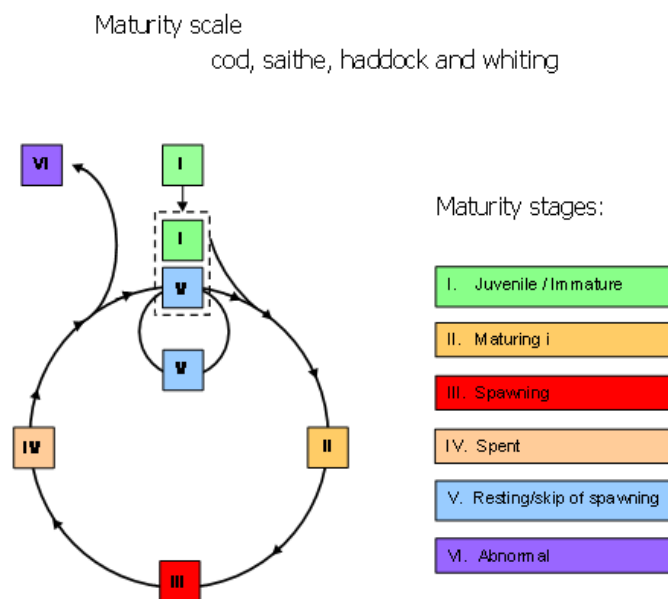 Maturity scale
cod, saithe, haddock and whiting
VI
I
I
V
V
IV
II
III
Maturity stages:
I. Juvenile / Immature
II. Maturing i
III. Spawning
IV. Spent
V. Resting/skip of spawning
VI. Abnormal